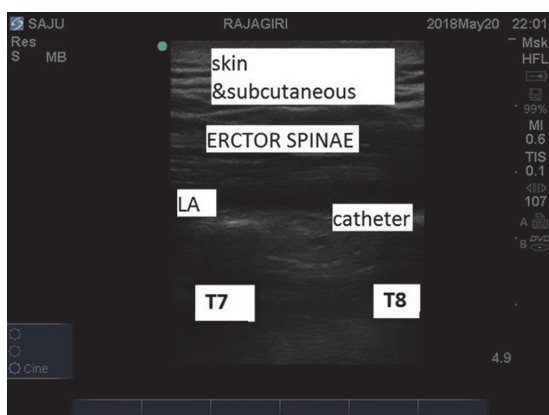 SAJU RAJAGIRI 2018May20 22:01
Res Msk
S MB HFL
skin
&subcutaneous
99%
MI
0.6
ERCTOR SPINAE
TIS
0.1
107
LA
catheter
A
B DVD
T7 T8
4.9
Cine